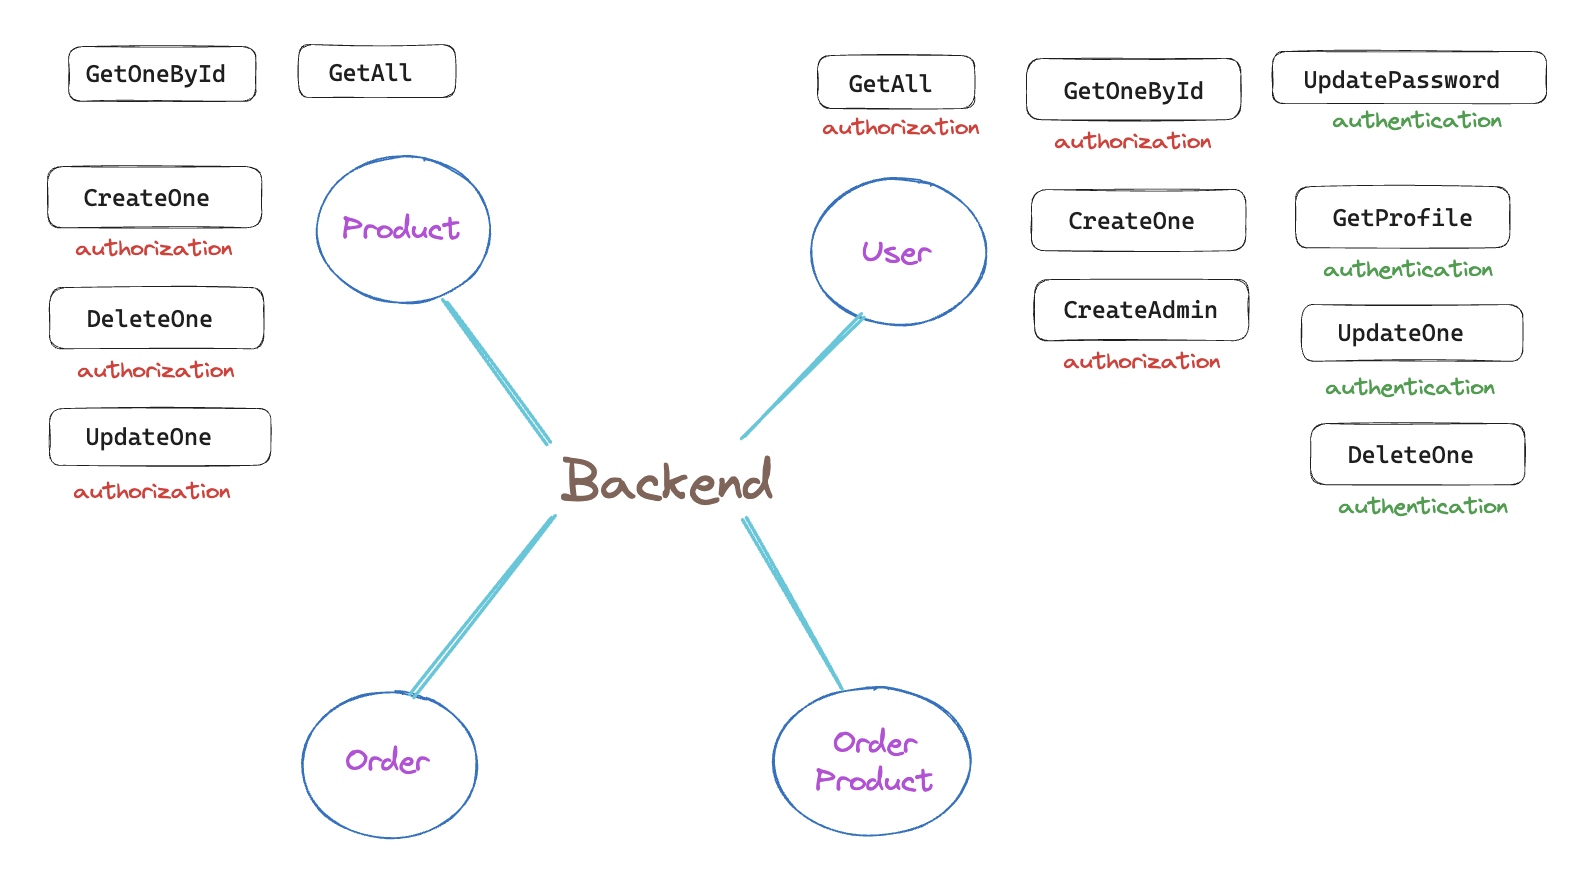 GetOneById
GetAll
CreateOne
authorization
DeleteOne
authorization
UpdateOne
authorization
Product
GetAll
authorization
GetOneById
authorization
UpdatePassword
authentication
User
CreateOne
CreateAdmin
authorization
GetProfile
authentication
UpdateOne
authentication
DeleteOne
authentication
Backend
Order
Order
Product